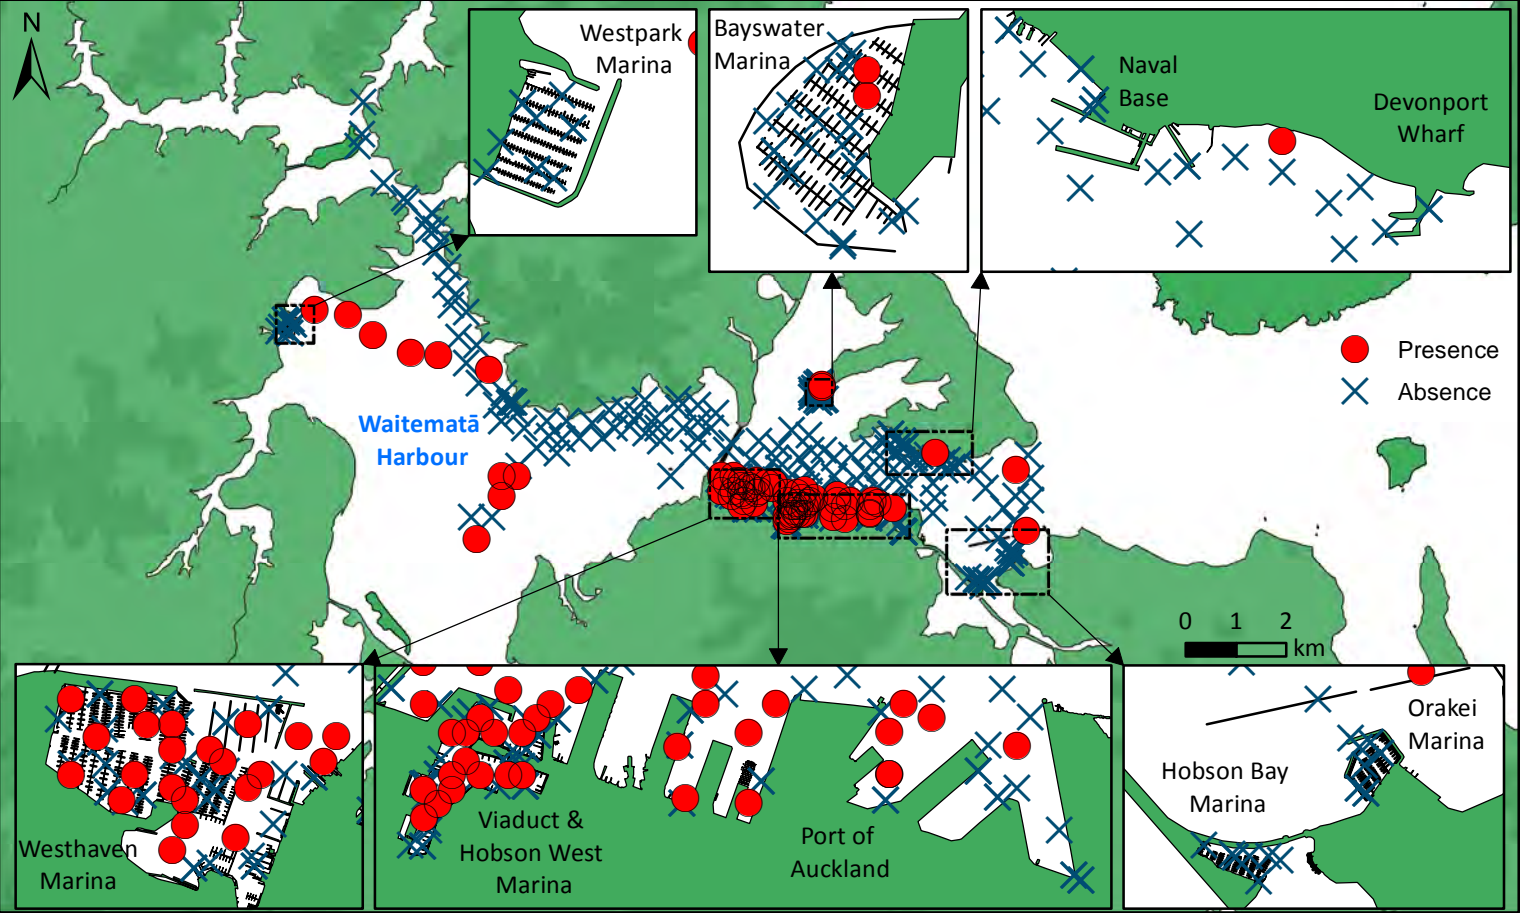 N
Westpark
Marina
Bayswater
Marina
Naval
Base
Devonport
Wharf
Presence
Absence
Waitematā
Harbour
0 1 2
km
Westhaven
Marina
Viaduct &
Hobson West
Marina
Port of
Auckland
Hobson Bay
Marina
Orakei
Marina